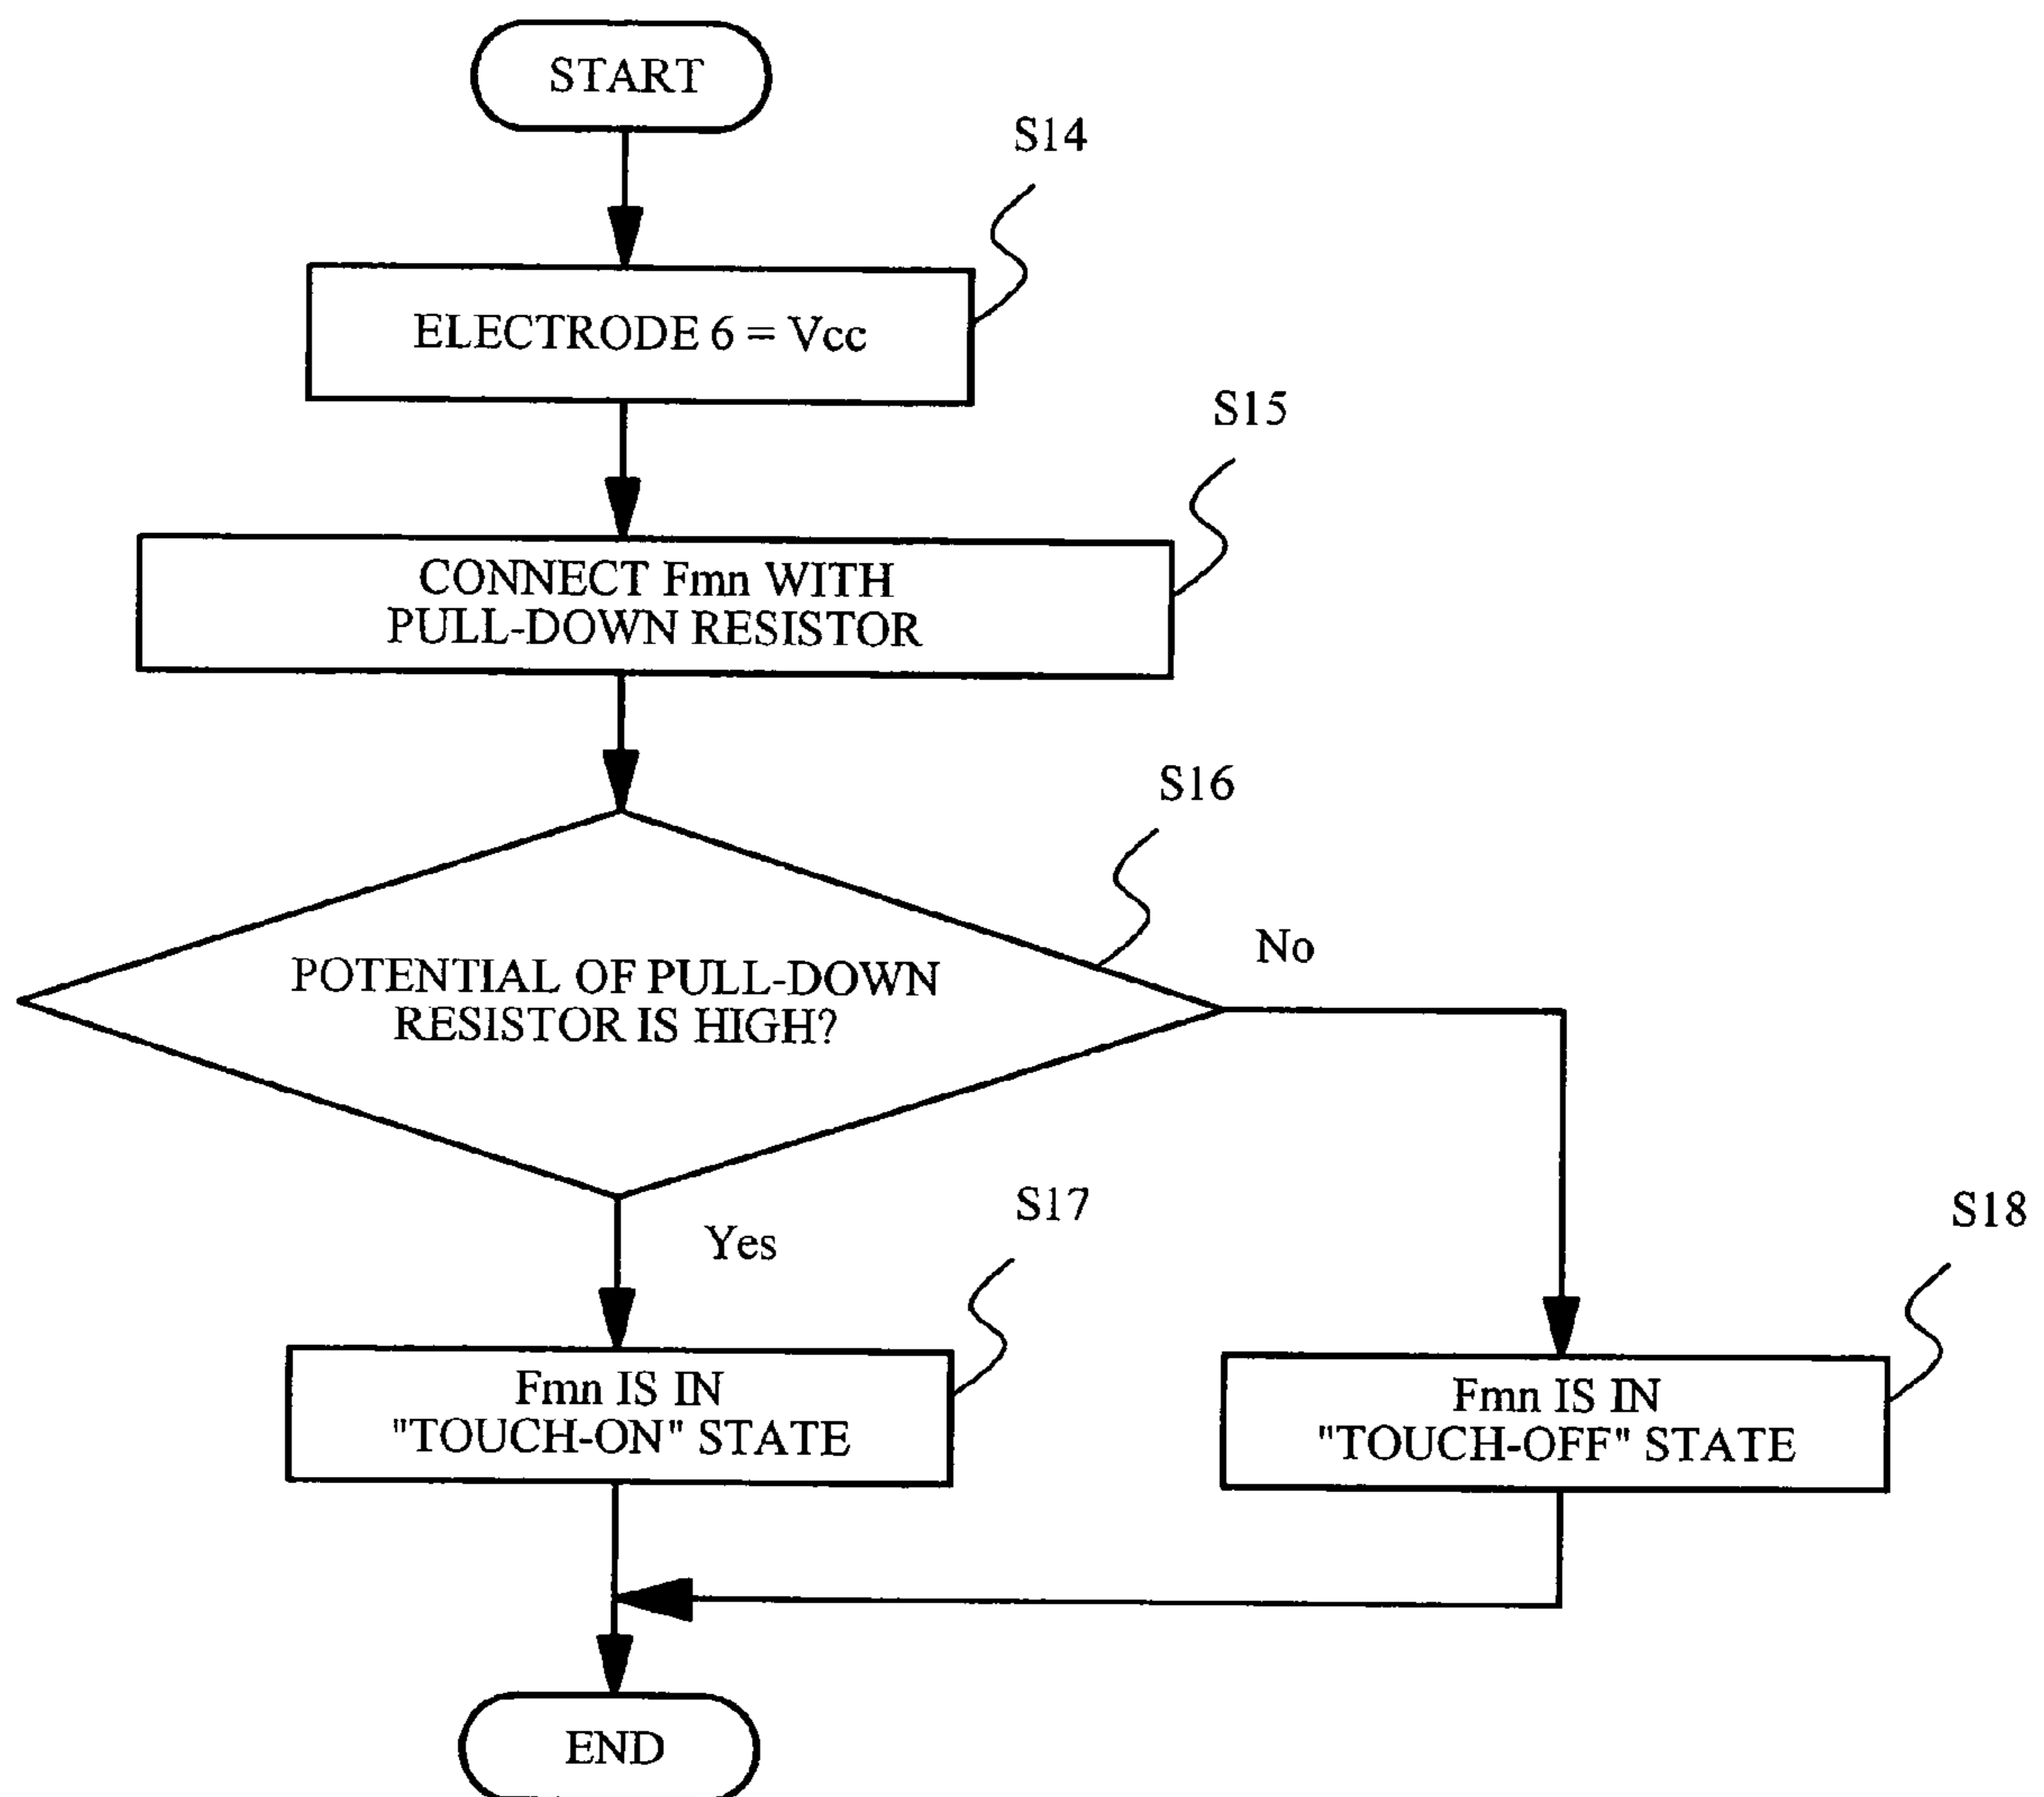 START
S14
ELECTRODE 6 = Vcc
S15
CONNECT Fmn WITH
PULL-DOWN RESISTOR
S16
No
POTENTIAL OF PULL-DOWN
RESISTOR IS HIGH?
Yes
S17
S18
Fmn IS IN
"TOUCH-ON" STATE
Fmn IS IN
"TOUCH-OFF" STATE
END